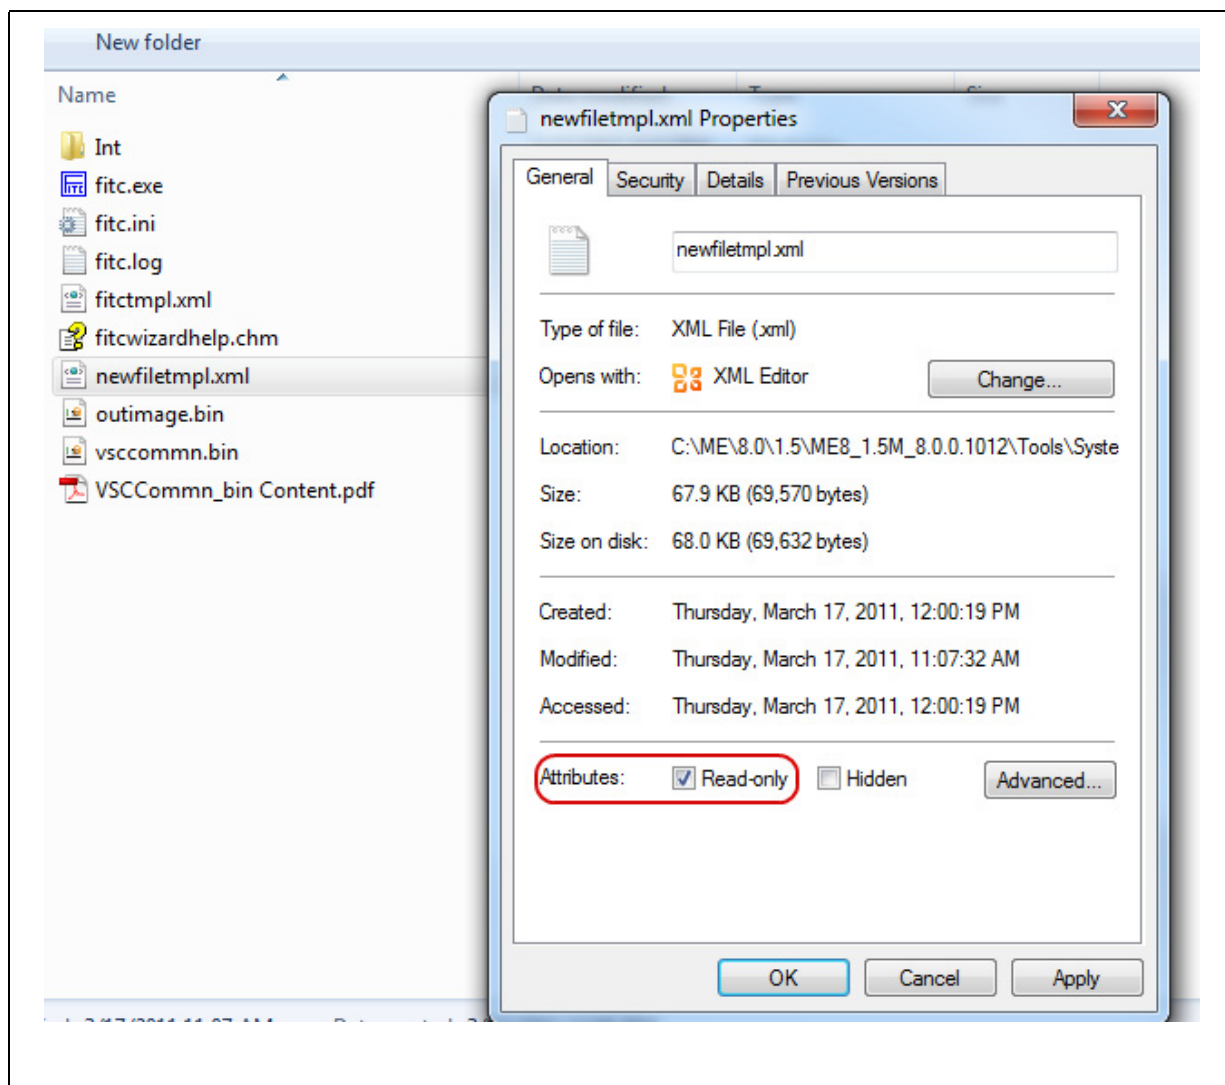 New folder
Name
Int
fitc.exe
fitc.ini
fitc.log
fitctmpl.xml
fitcwizardhelp.chm
newfiletmpl.xml
outimage.bin
vsccommn.bin
VSCCommn_bin Content.pdf
newfiletmpl.xml Properties
General Security Details Previous Versions
newfiletmpl.xml
Type of file: XML File (.xml)
Opens with: XML Editor Change...
Location: C:\ME\8.0\1.5\ME8_1.5M_8.0.0.1012\Tools\Syste
Size: 67.9 KB (69,570 bytes)
Size on disk: 68.0 KB (69,632 bytes)
Created: Thursday, March 17, 2011, 12:00:19 PM
Modified: Thursday, March 17, 2011, 11:07:32 AM
Accessed: Thursday, March 17, 2011, 12:00:19 PM
Attributes: Read-only Hidden Advanced...
OK Cancel Apply